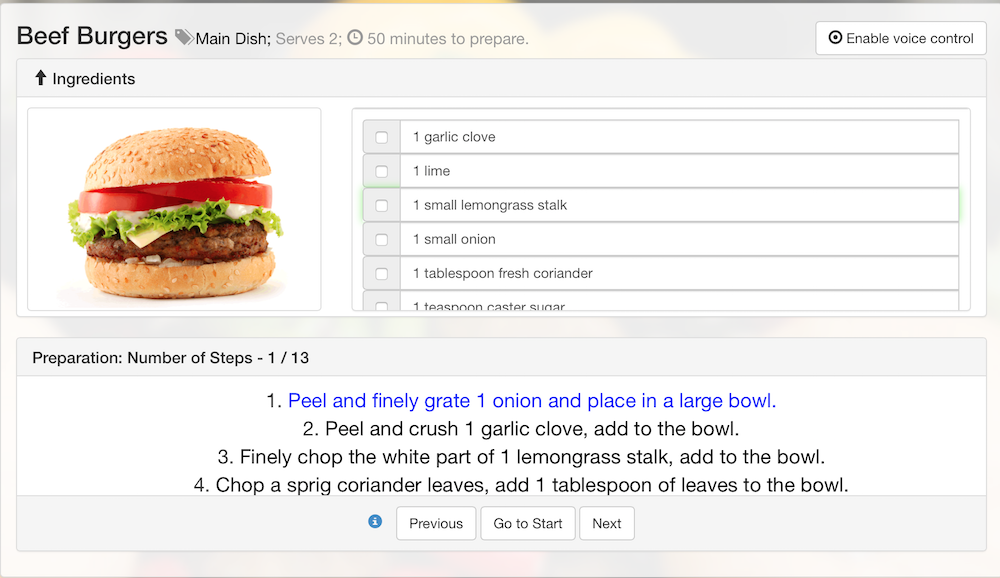 Beef Burgers Main Dish; Serves 2; 50 minutes to prepare.
Enable voice control
Ingredients
1 garlic clove
1 lime
1 small lemongrass stalk
1 small onion
1 tablespoon fresh coriander
1 teaspoon caster sugar
Preparation: Number of Steps - 1 / 13
1. Peel and finely grate 1 onion and place in a large bowl.
2. Peel and crush 1 garlic clove, add to the bowl.
3. Finely chop the white part of 1 lemongrass stalk, add to the bowl.
4. Chop a sprig coriander leaves, add 1 tablespoon of leaves to the bowl.
Previous
Go to Start
Next